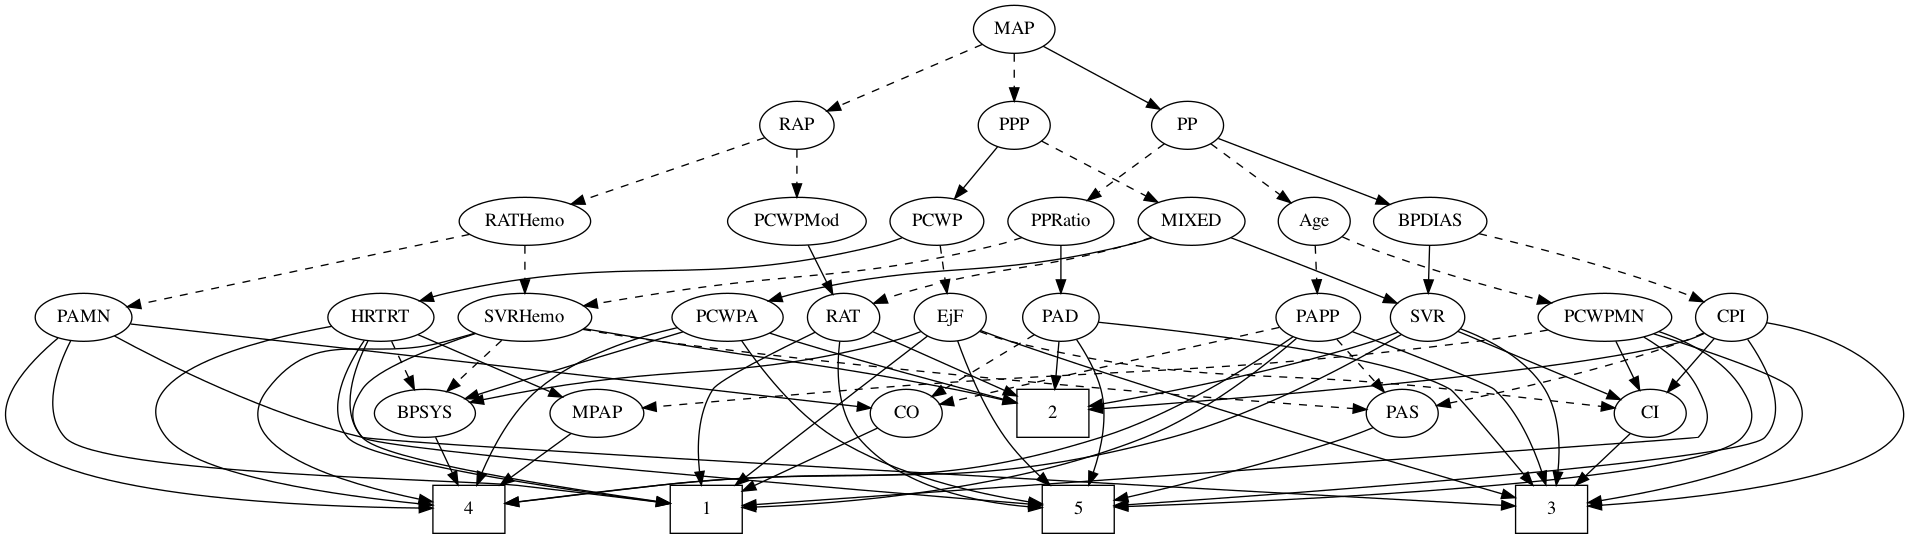 MAP
RAP
PPP
PP
RATHemo
PCWPMod
PCWP
PPRatio
MIXED
Age
BPDIAS
PAMN
HRTRT
SVRHemo
PCWPA
RAT
EjF
PAD
PAPP
SVR
PCWPMN
CPI
BPSYS
MPAP
CO
2
PAS
CI
4
1
5
3